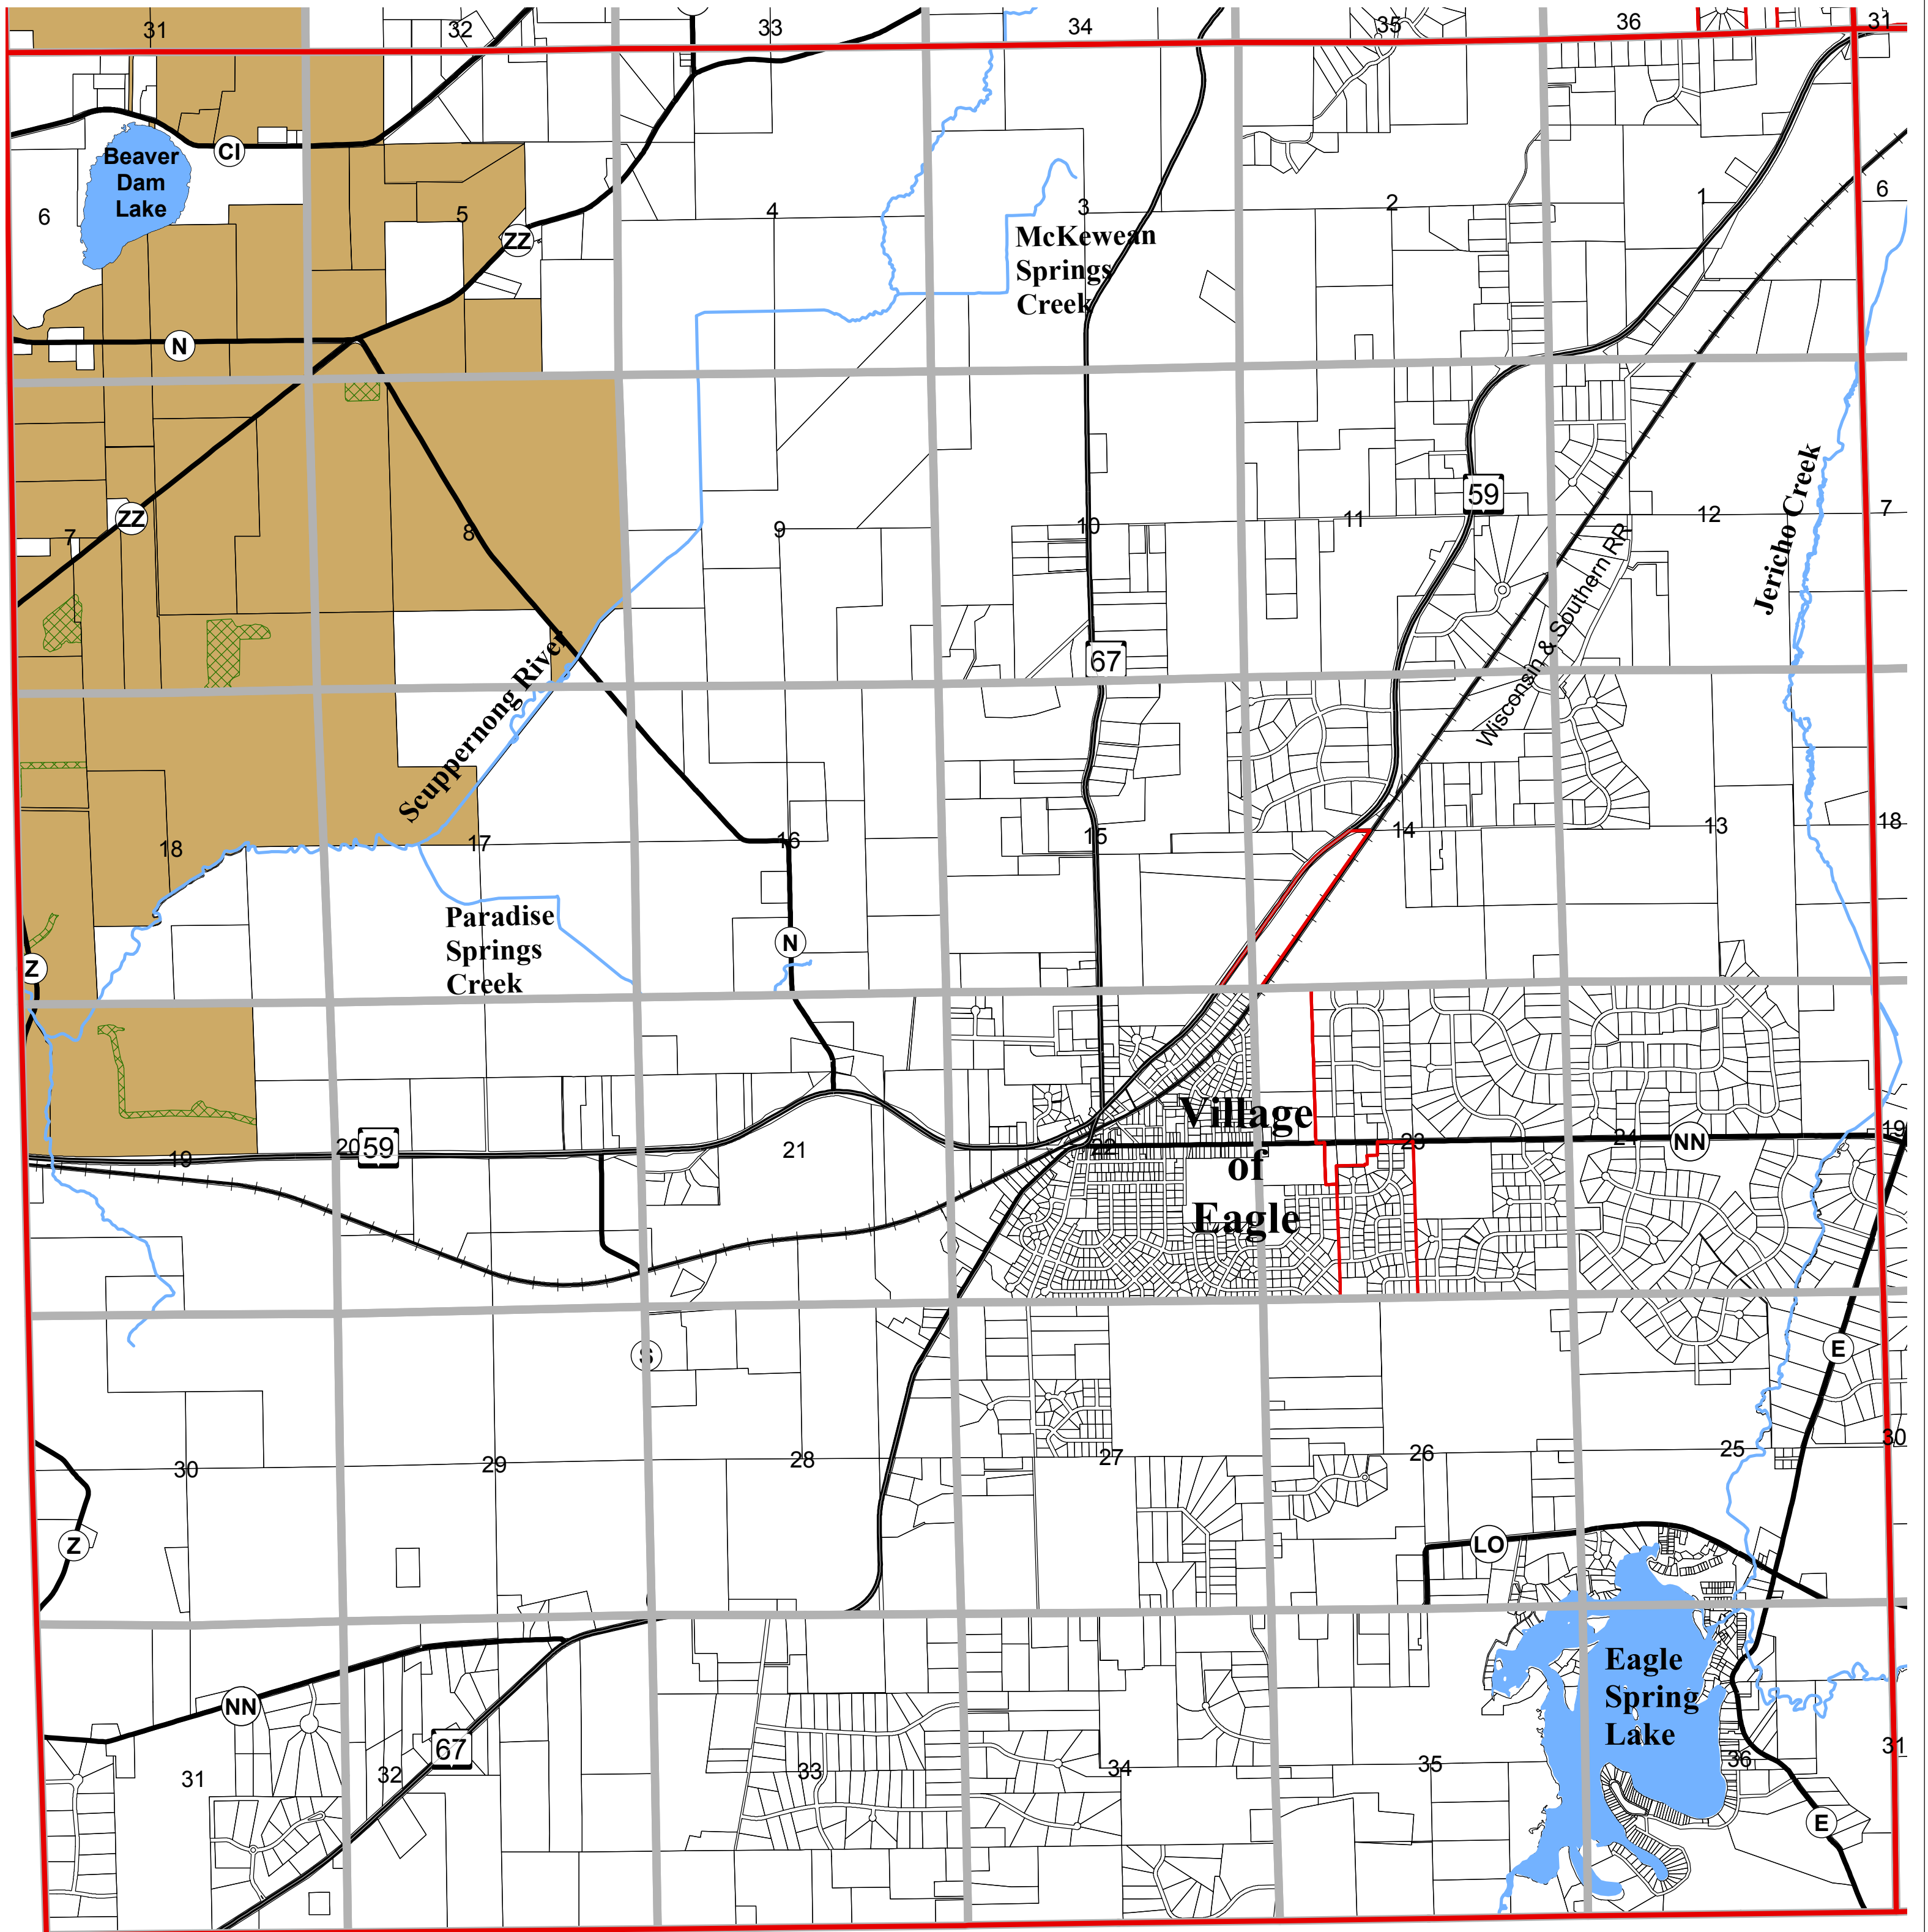 31
32
33
34
35
36
31
CI
Beaver
Dam
Lake
6
5
4
3
2
1
6
ZZ
McKewean
Springs
Creek
N
59
ZZ
7
8
9
10
11
12
7
Jericho Creek
Wisconsin & Southern RR
67
Scuppernong River
18
17
16
15
14
13
18
Paradise
Springs
Creek
N
Z
Village
of
Eagle
19
20
59
21
22
23
24
NN
19
S
E
30
29
28
27
26
25
30
Z
LO
Eagle
Spring
Lake
NN
67
31
32
33
34
35
36
31
E